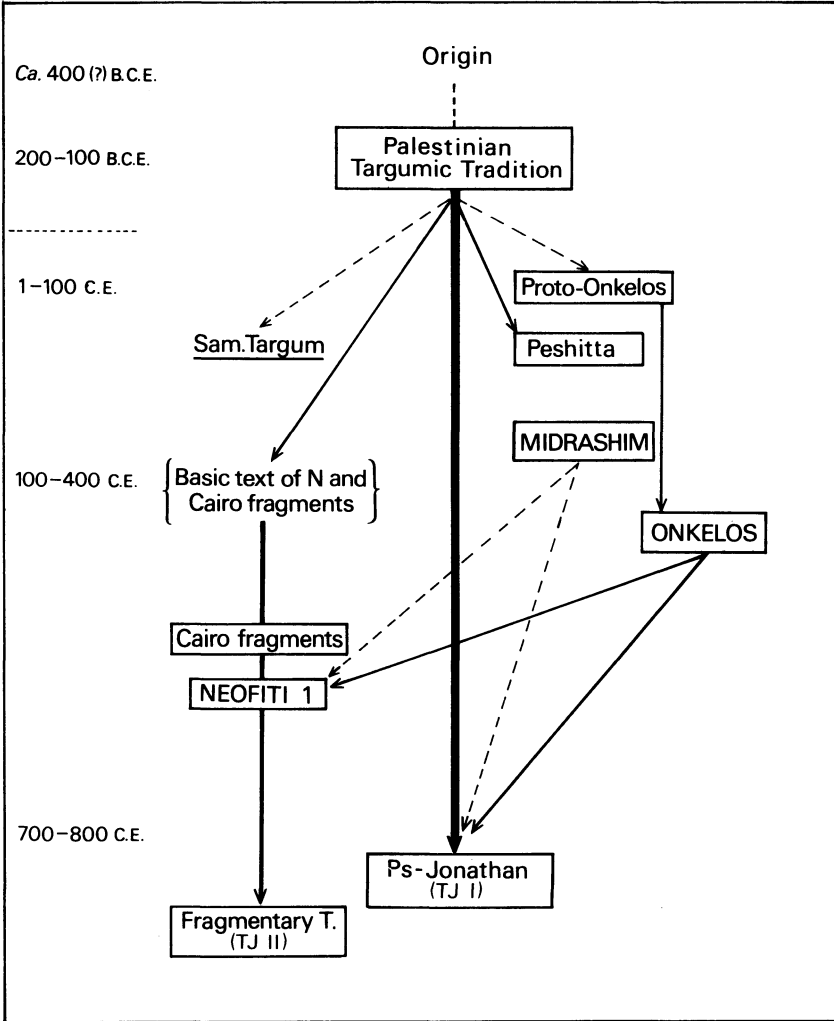 Origin
Ca. 400 (?) B.C.E.
Palestinian
Targumic Tradition
200–100 B.C.E.
1–100 C.E.
Proto-Onkelos
Sam.Targum
Peshitta
MIDRASHIM
100–400 C.E.
Basic text of N and
Cairo fragments
ONKELOS
Cairo fragments
NEOFITI 1
700–800 C.E.
Ps-Jonathan
(TJ I)
Fragmentary T.
(TJ II)